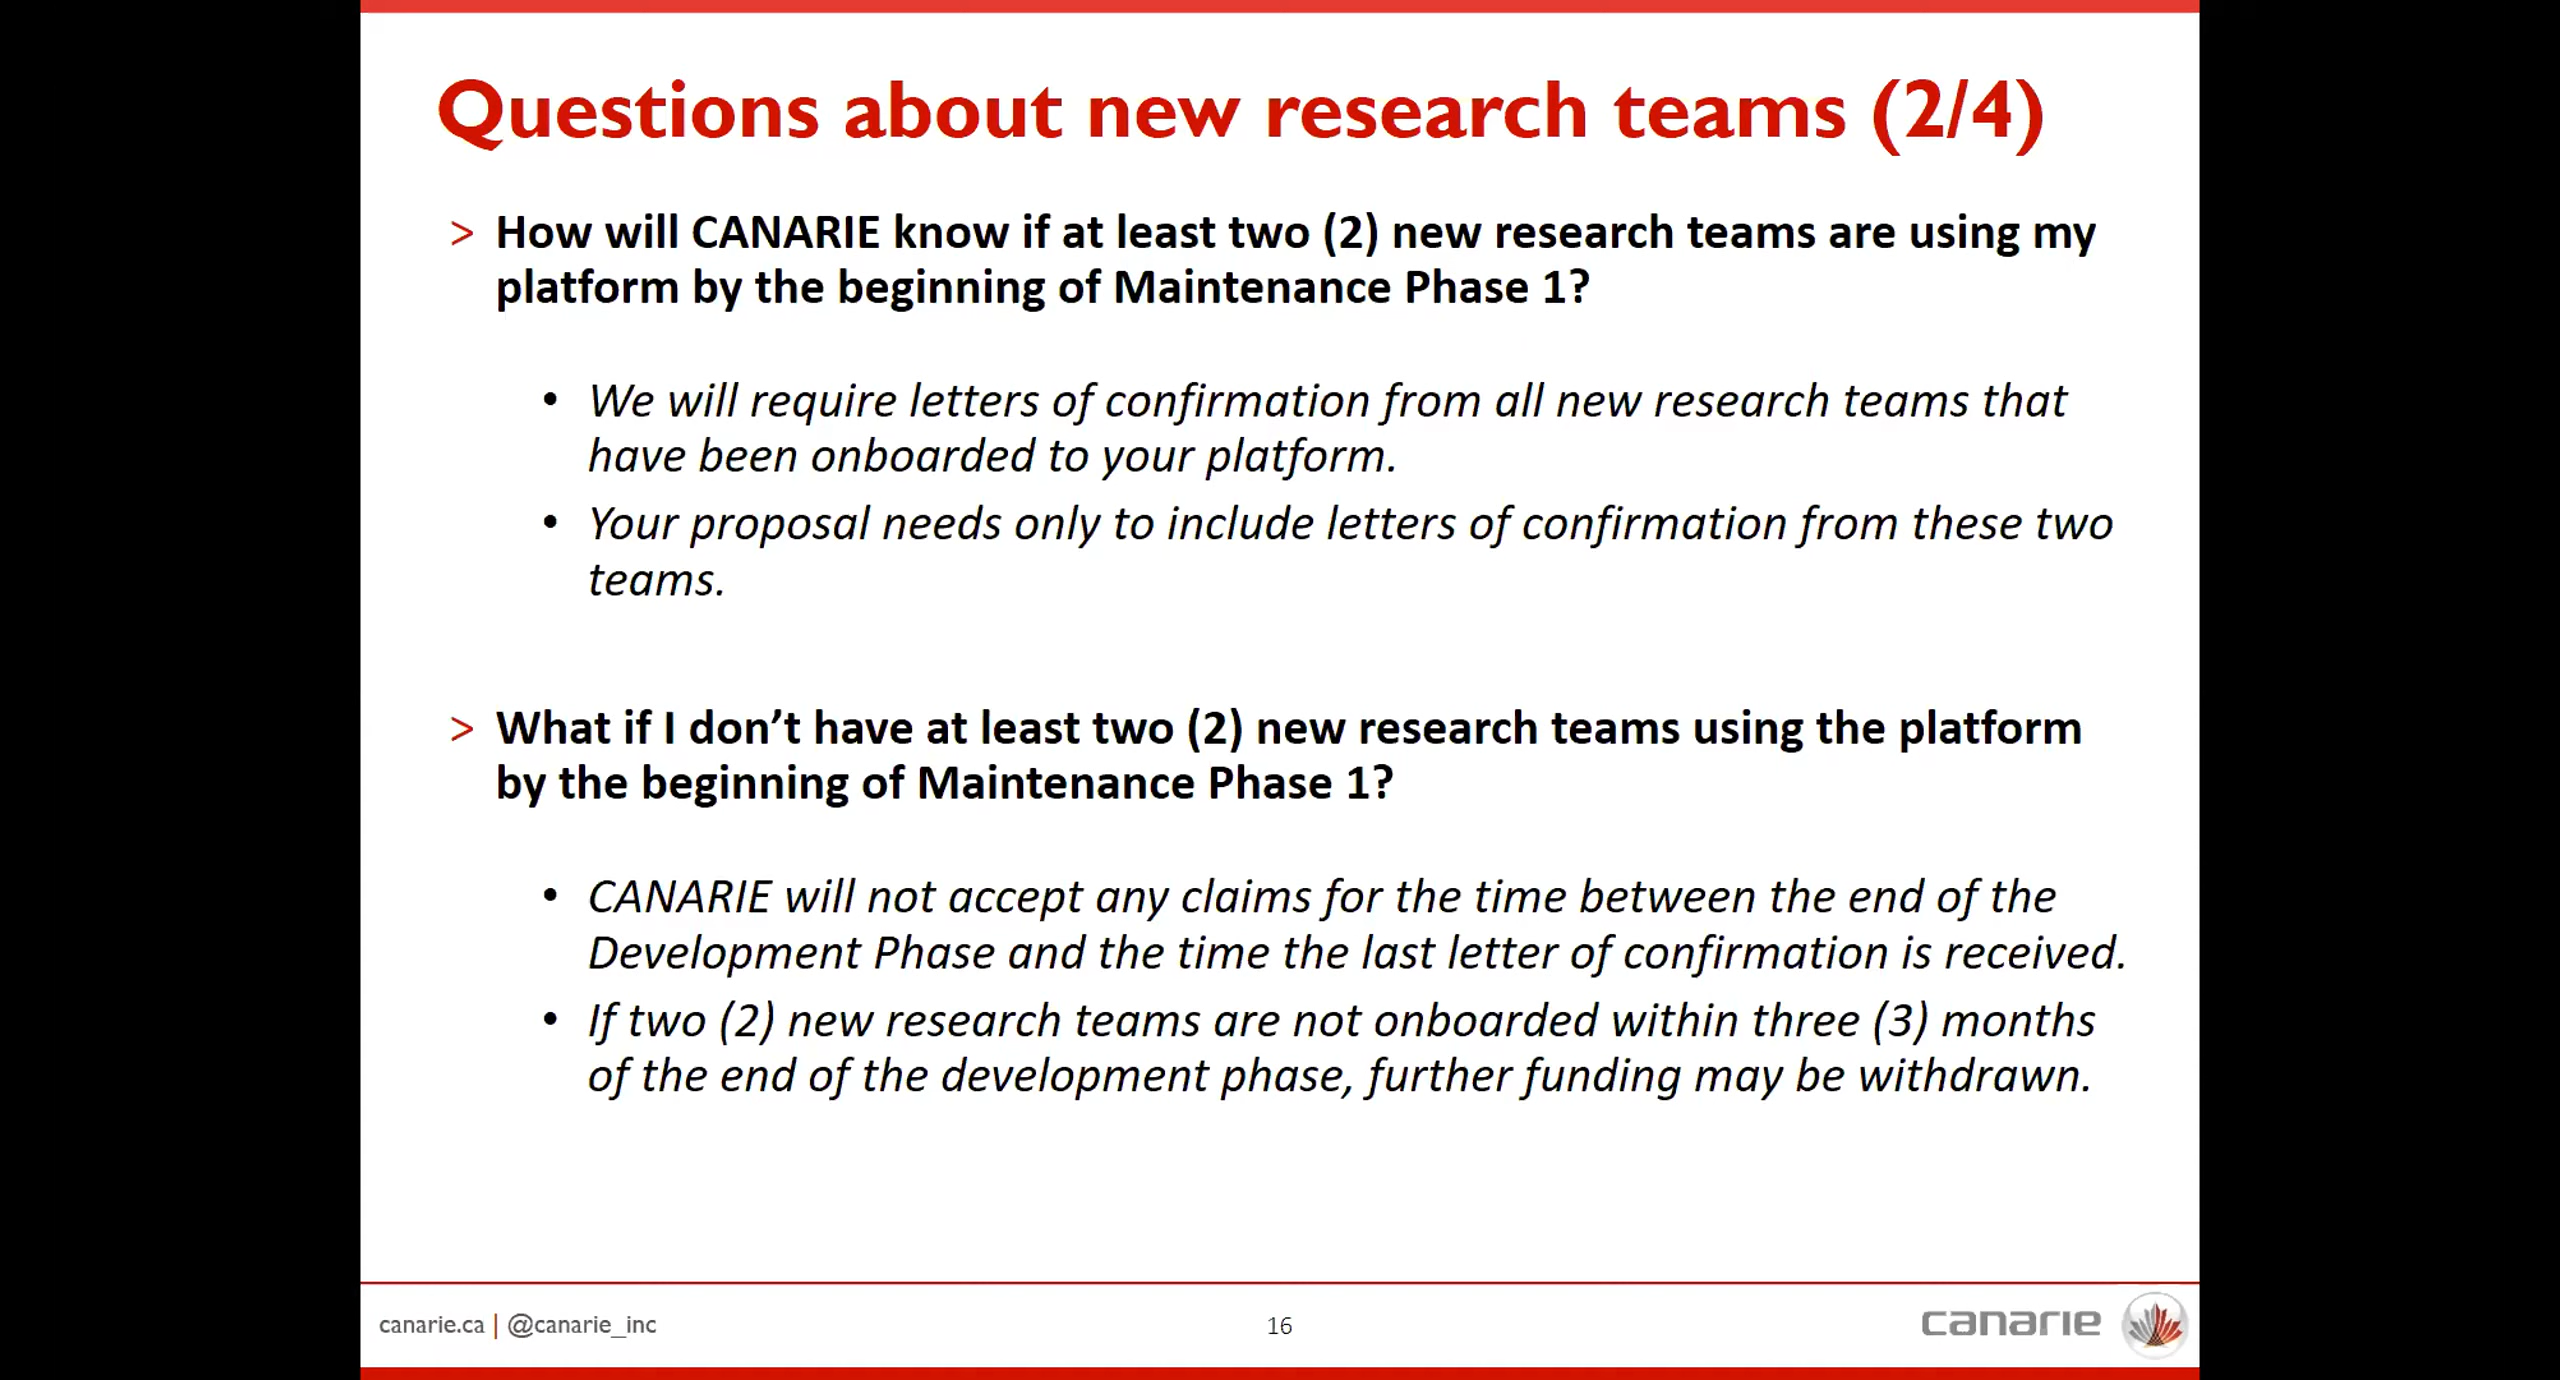 Questions about new research teams (2/4)
> How will CANARIE know if at least two (2) new research teams are using my
platform by the beginning of Maintenance Phase 1?
• We will require letters of confirmation from all new research teams that
have been onboarded to your platform.
• Your proposal needs only to include letters of confirmation from these two
teams.
> What if I don’t have at least two (2) new research teams using the platform
by the beginning of Maintenance Phase 1?
• CANARIE will not accept any claims for the time between the end of the
Development Phase and the time the last letter of confirmation is received.
• If two (2) new research teams are not onboarded within three (3) months
of the end of the development phase, further funding may be withdrawn.
canarie.ca | @canarie_inc
16
canarie